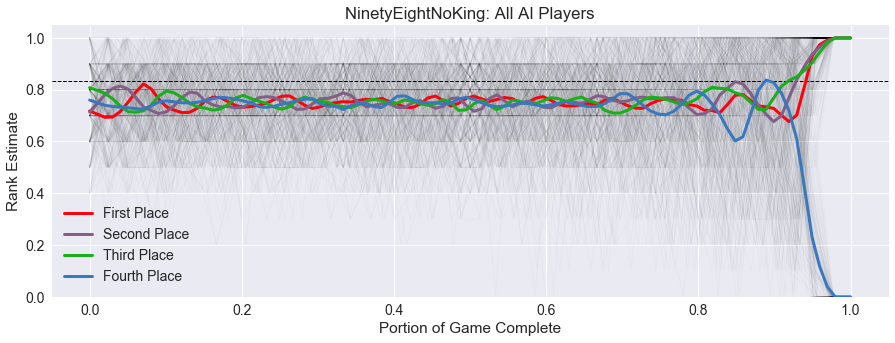 NinetyEightNoKing: All AI Players
1.0
0.8
0.6
0.4
0.2
0.0
Rank Estimate
First Place
Second Place
Third Place
Fourth Place
0.0 0.2 0.4 0.6 0.8 1.0
Portion of Game Complete